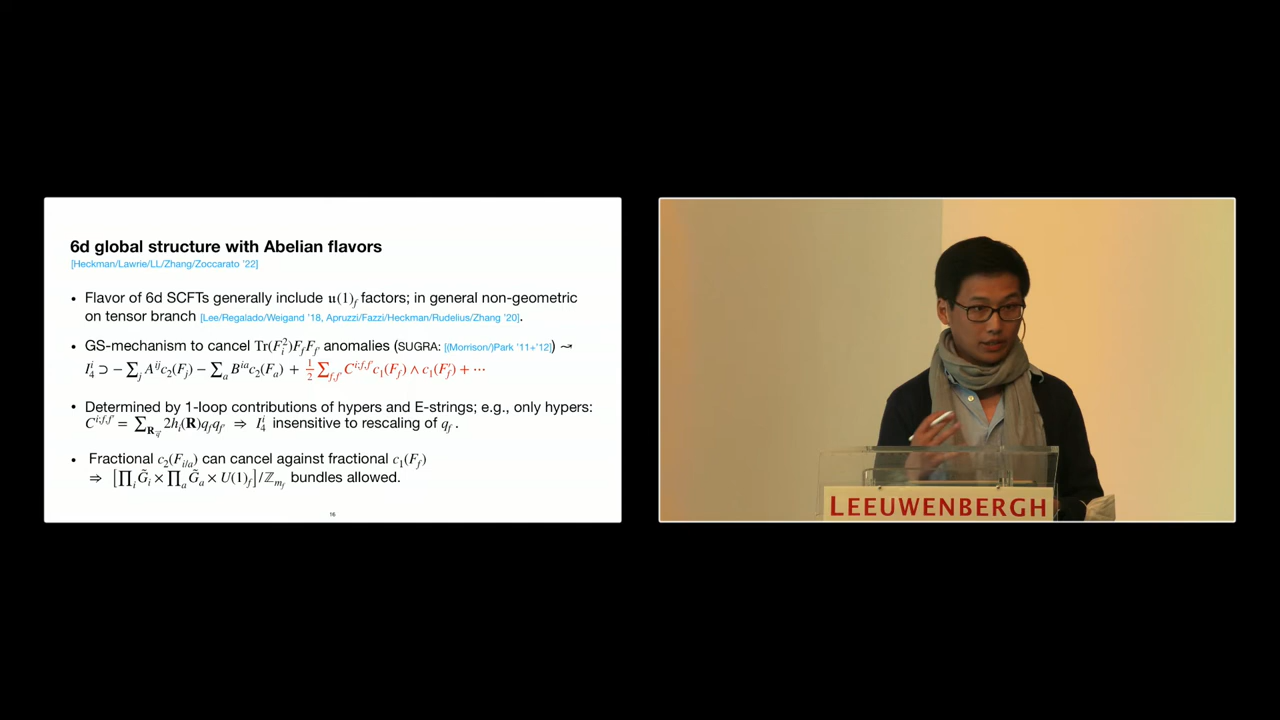 6d global structure with Abelian flavors
[Heckman/Lawrie/LL/Zhang/Zoccarato '22]
• Flavor of 6d SCFTs generally include 𝔲(1)_f factors; in general non-geometric
on tensor branch [Lee/Regalado/Weigand '18, Apruzzi/Fazzi/Heckman/Rudelius/Zhang '20].
• GS-mechanism to cancel Tr(F_i^2)F_f F_f' anomalies (SUGRA: [(Morrison/)Park '11+'12]) ⤳
I_4^i ⊃ −∑_j A^{ij}c_2(F_j) − ∑_a B^{ia}c_2(F_a) + 1/2 ∑_{f,f'} C^{i;f,f'}c_1(F_f) ∧ c_1(F_f') + ⋯
• Determined by 1-loop contributions of hypers and E-strings; e.g., only hypers:
C^{i;f,f'} = ∑_{R_q⃗} 2h_i(R)q_f q_f' ⇒ I_4^i insensitive to rescaling of q_f .
• Fractional c_2(F_{i/a}) can cancel against fractional c_1(F_f)
⇒ [∏_i G̃_i × ∏_a G̃_a × U(1)_f]/ℤ_{m_f} bundles allowed.
16
LEEUWENBERGH